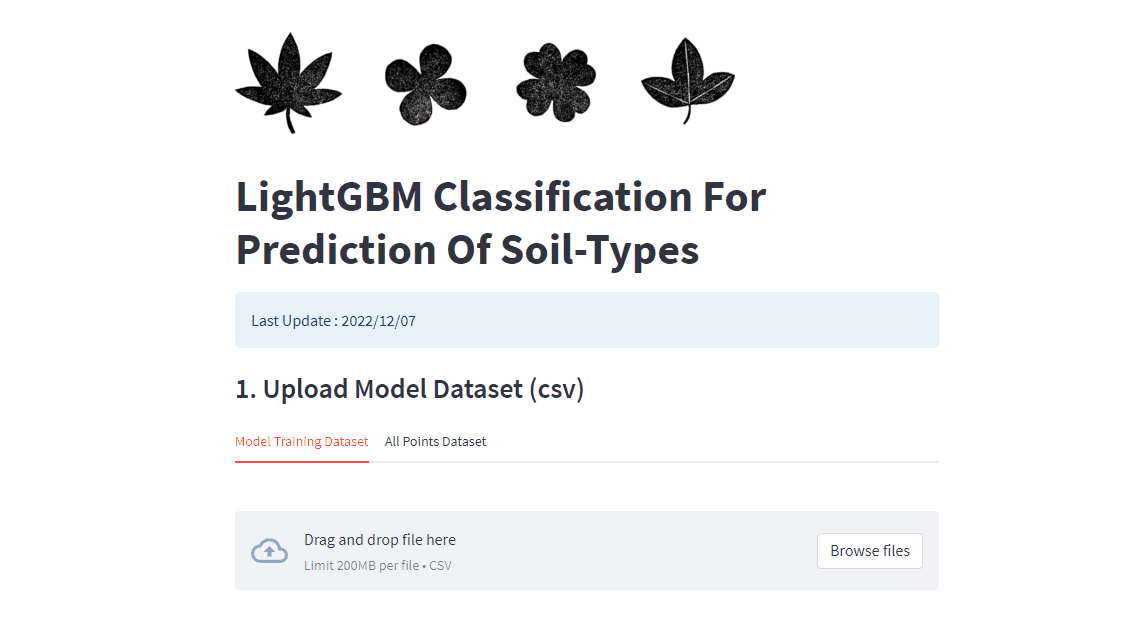 LightGBM Classification For
Prediction Of Soil-Types
Last Update : 2022/12/07
1. Upload Model Dataset (csv)
Model Training Dataset All Points Dataset
Drag and drop file here
Limit 200MB per file • CSV
Browse files